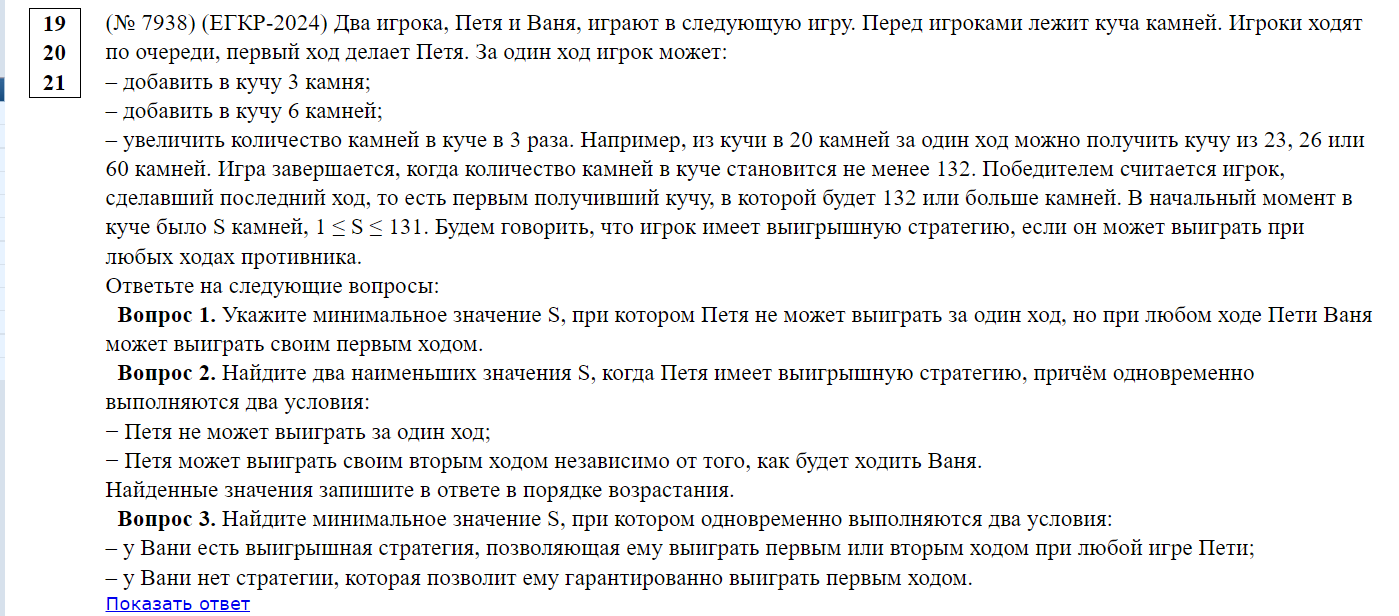 19
20
21
(№ 7938) (ЕГКР-2024) Два игрока, Петя и Ваня, играют в следующую игру. Перед игроками лежит куча камней. Игроки ходят
по очереди, первый ход делает Петя. За один ход игрок может:
– добавить в кучу 3 камня;
– добавить в кучу 6 камней;
– увеличить количество камней в куче в 3 раза. Например, из кучи в 20 камней за один ход можно получить кучу из 23, 26 или
60 камней. Игра завершается, когда количество камней в куче становится не менее 132. Победителем считается игрок,
сделавший последний ход, то есть первым получивший кучу, в которой будет 132 или больше камней. В начальный момент в
куче было S камней, 1 ≤ S ≤ 131. Будем говорить, что игрок имеет выигрышную стратегию, если он может выиграть при
любых ходах противника.
Ответьте на следующие вопросы:
Вопрос 1. Укажите минимальное значение S, при котором Петя не может выиграть за один ход, но при любом ходе Пети Ваня
может выиграть своим первым ходом.
Вопрос 2. Найдите два наименьших значения S, когда Петя имеет выигрышную стратегию, причём одновременно
выполняются два условия:
− Петя не может выиграть за один ход;
− Петя может выиграть своим вторым ходом независимо от того, как будет ходить Ваня.
Найденные значения запишите в ответе в порядке возрастания.
Вопрос 3. Найдите минимальное значение S, при котором одновременно выполняются два условия:
– у Вани есть выигрышная стратегия, позволяющая ему выиграть первым или вторым ходом при любой игре Пети;
– у Вани нет стратегии, которая позволит ему гарантированно выиграть первым ходом.
Показать ответ